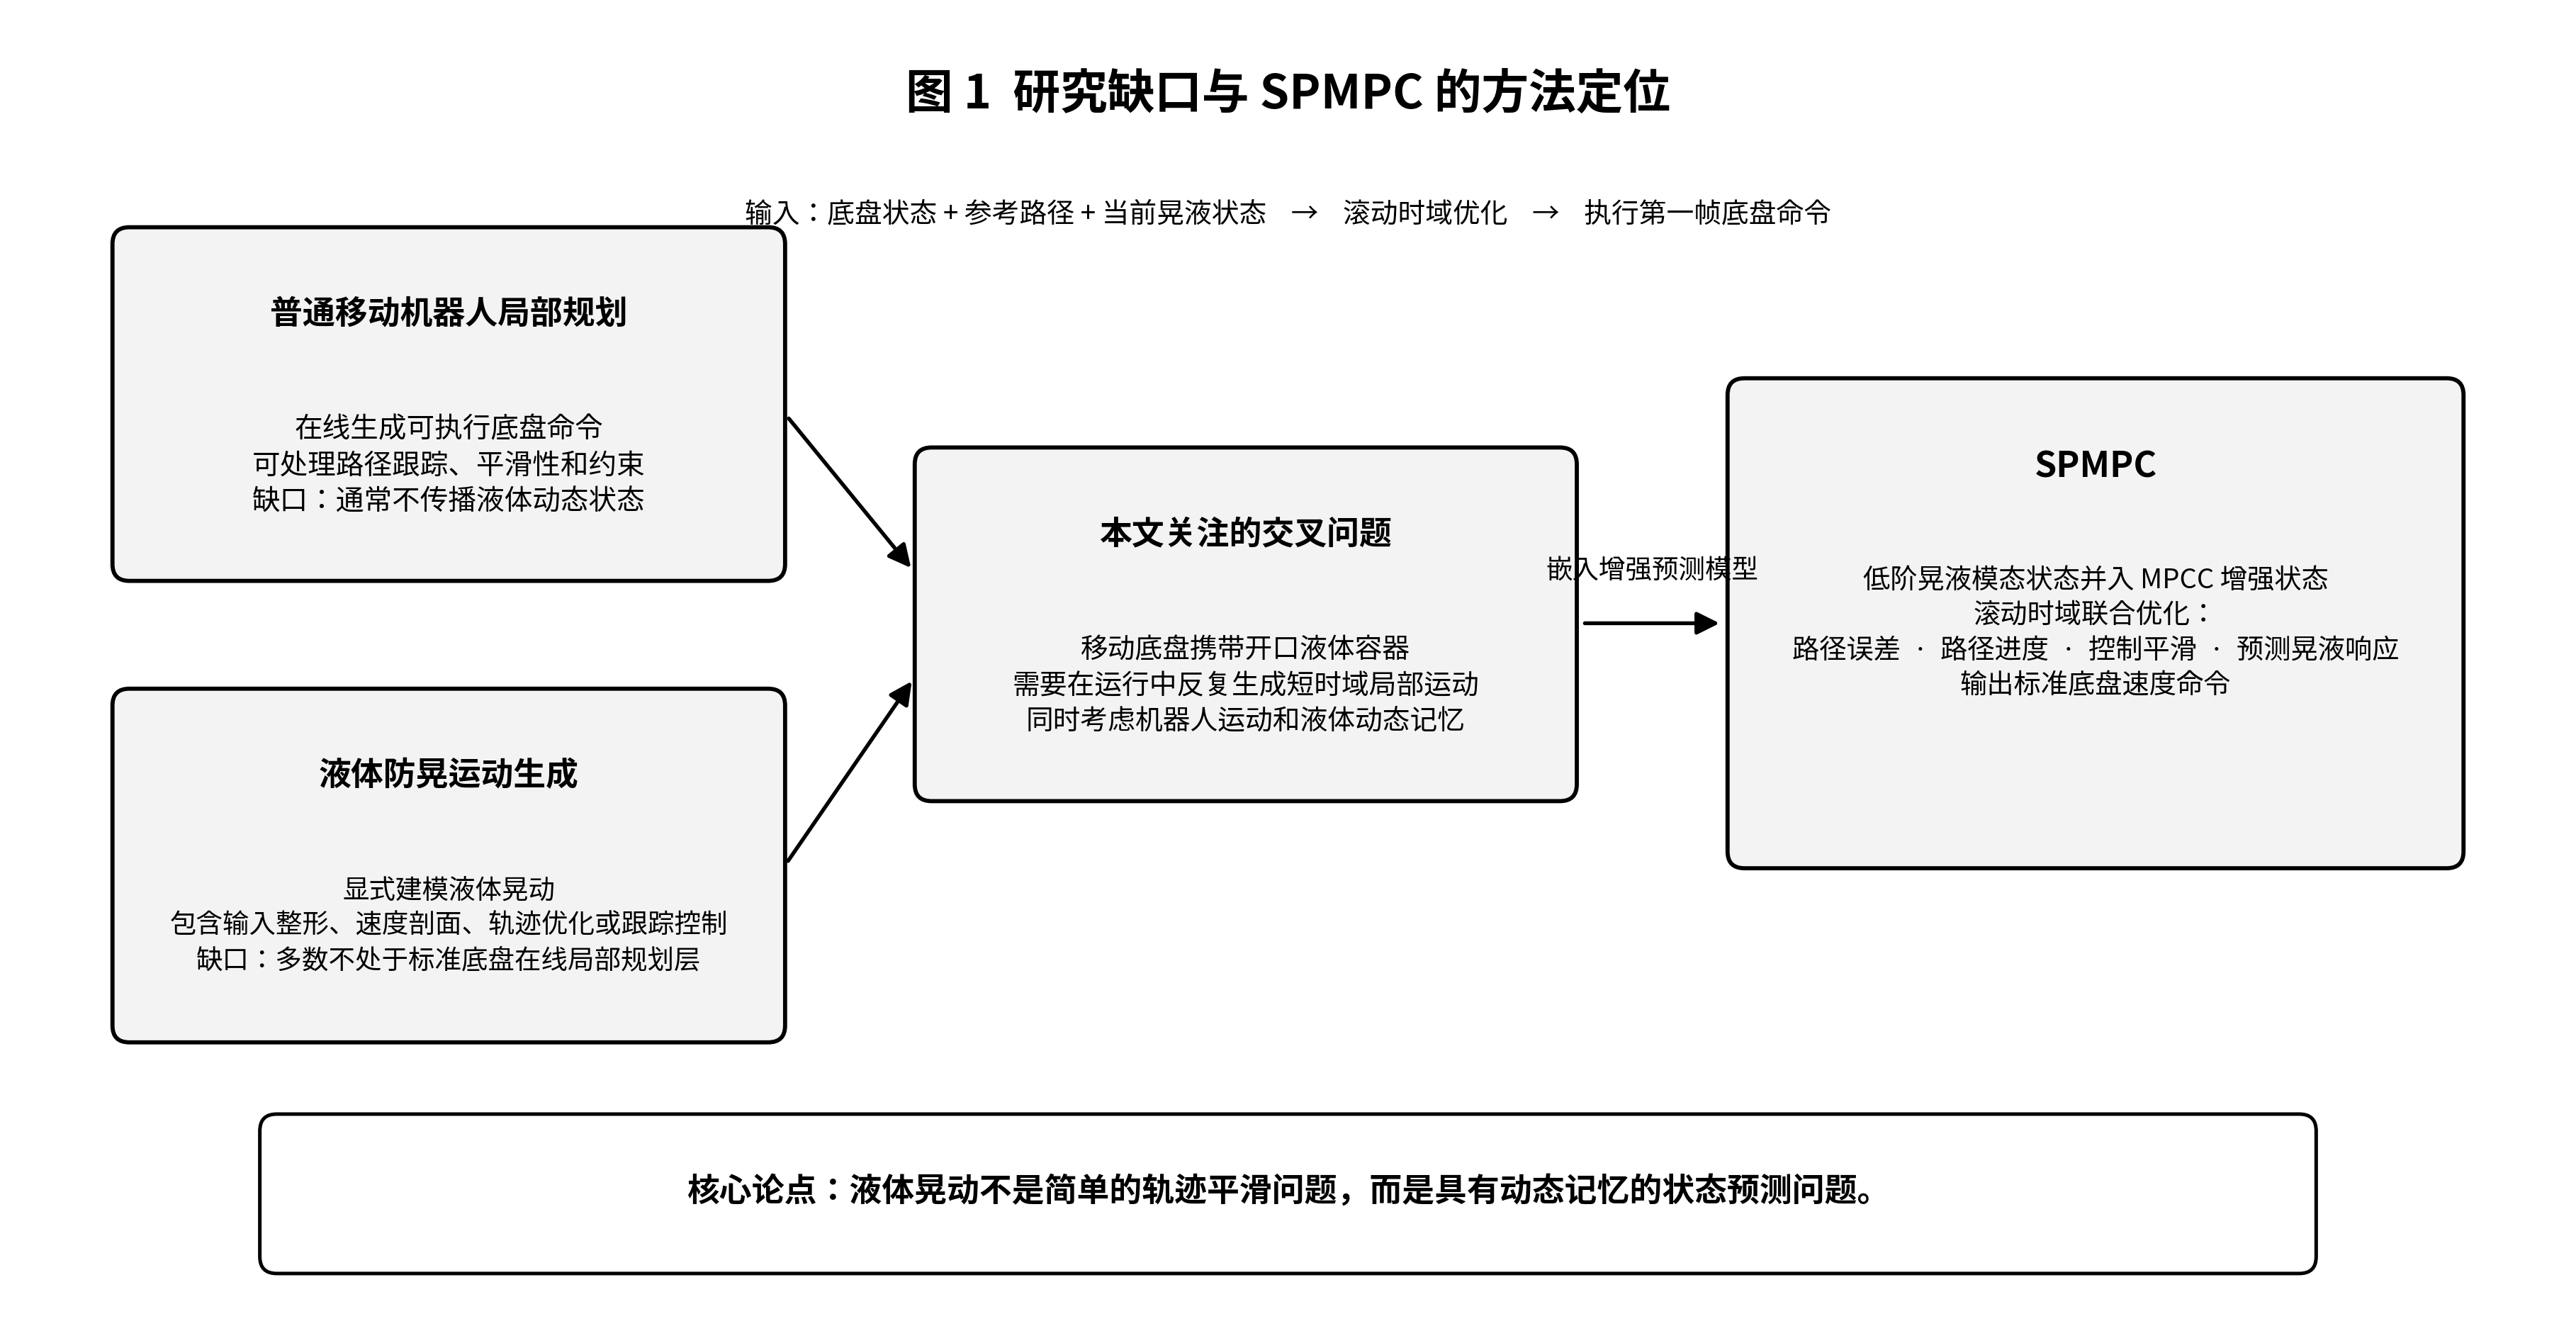 图 1 研究缺口与 SPMPC 的方法定位
输入：底盘状态 + 参考路径 + 当前晃液状态 → 滚动时域优化 → 执行第一帧底盘命令
普通移动机器人局部规划
在线生成可执行底盘命令
可处理路径跟踪、平滑性和约束
缺口：通常不传播液体动态状态
液体防晃运动生成
显式建模液体晃动
包含输入整形、速度剖面、轨迹优化或跟踪控制
缺口：多数不处于标准底盘在线局部规划层
本文关注的交叉问题
移动底盘携带开口液体容器
需要在运行中反复生成短时域局部运动
同时考虑机器人运动和液体动态记忆
嵌入增强预测模型
SPMPC
低阶晃液模态状态并入 MPCC 增强状态
滚动时域联合优化：
路径误差 · 路径进度 · 控制平滑 · 预测晃液响应
输出标准底盘速度命令
核心论点：液体晃动不是简单的轨迹平滑问题，而是具有动态记忆的状态预测问题。